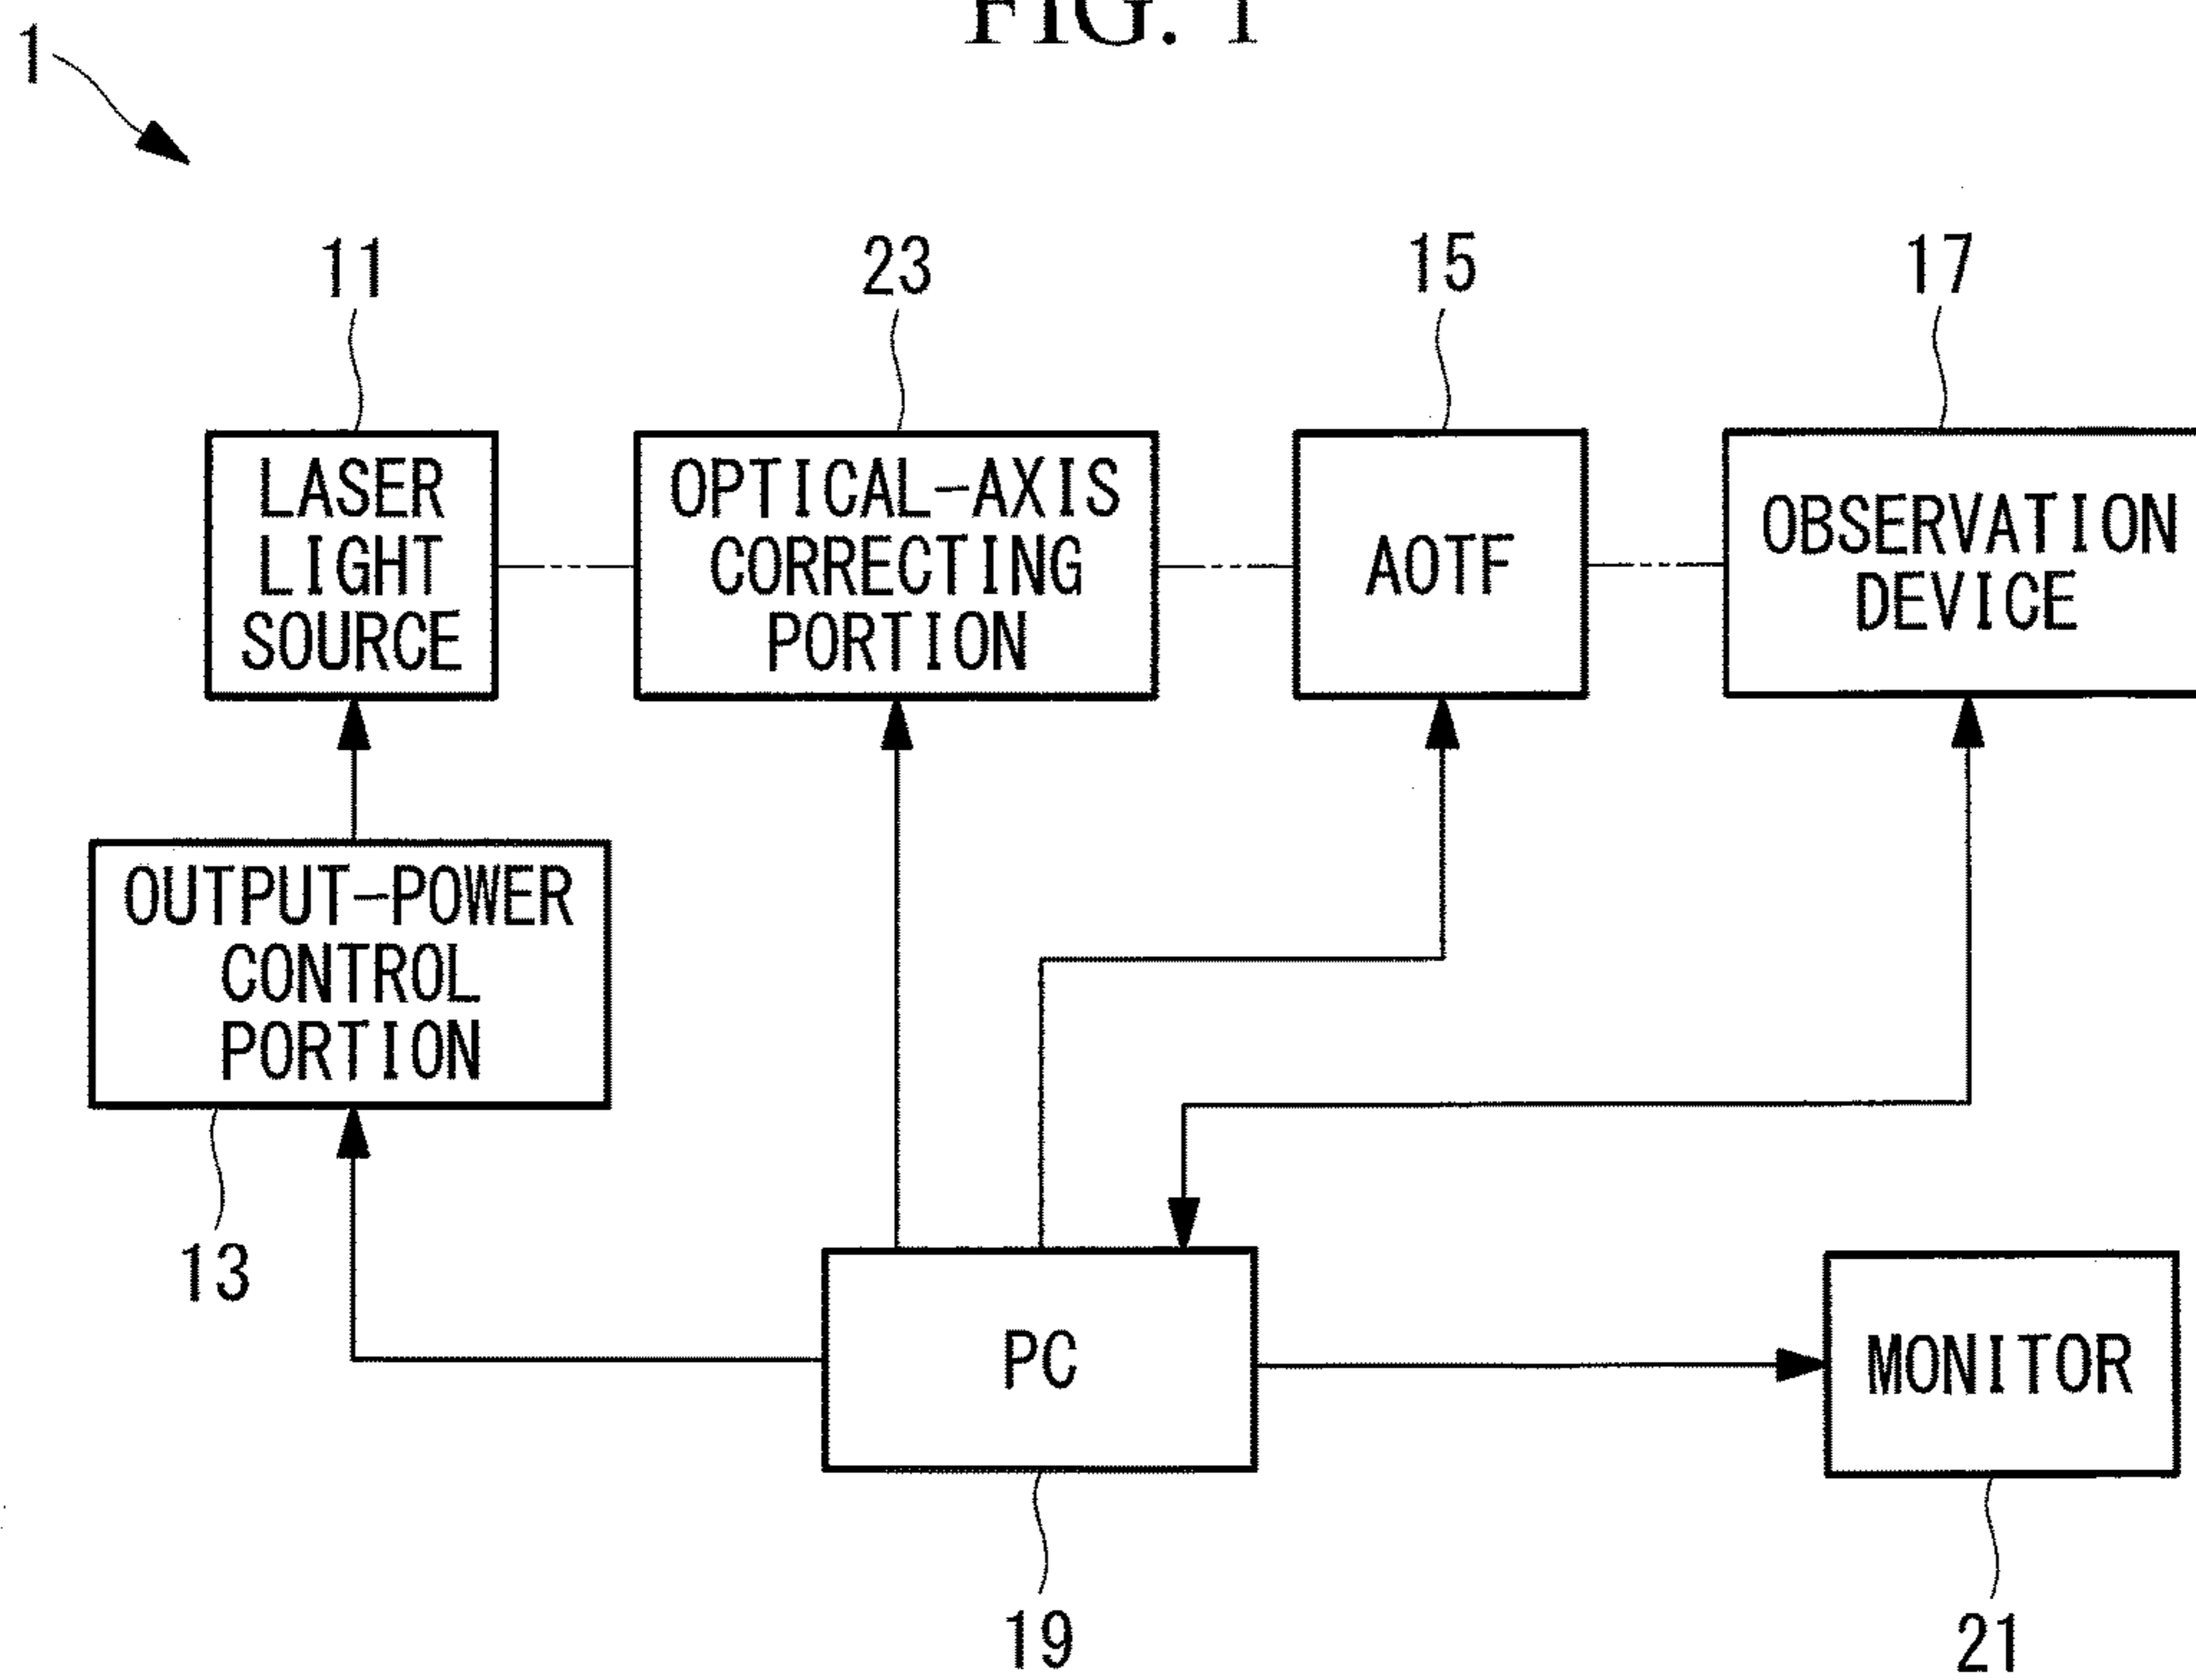 FIG. 1
1
11
23
15
17
LASER
LIGHT
SOURCE
OPTICAL-AXIS
CORRECTING
PORTION
AOTF
OBSERVATION
DEVICE
OUTPUT-POWER
CONTROL
PORTION
13
PC
MONITOR
19
21